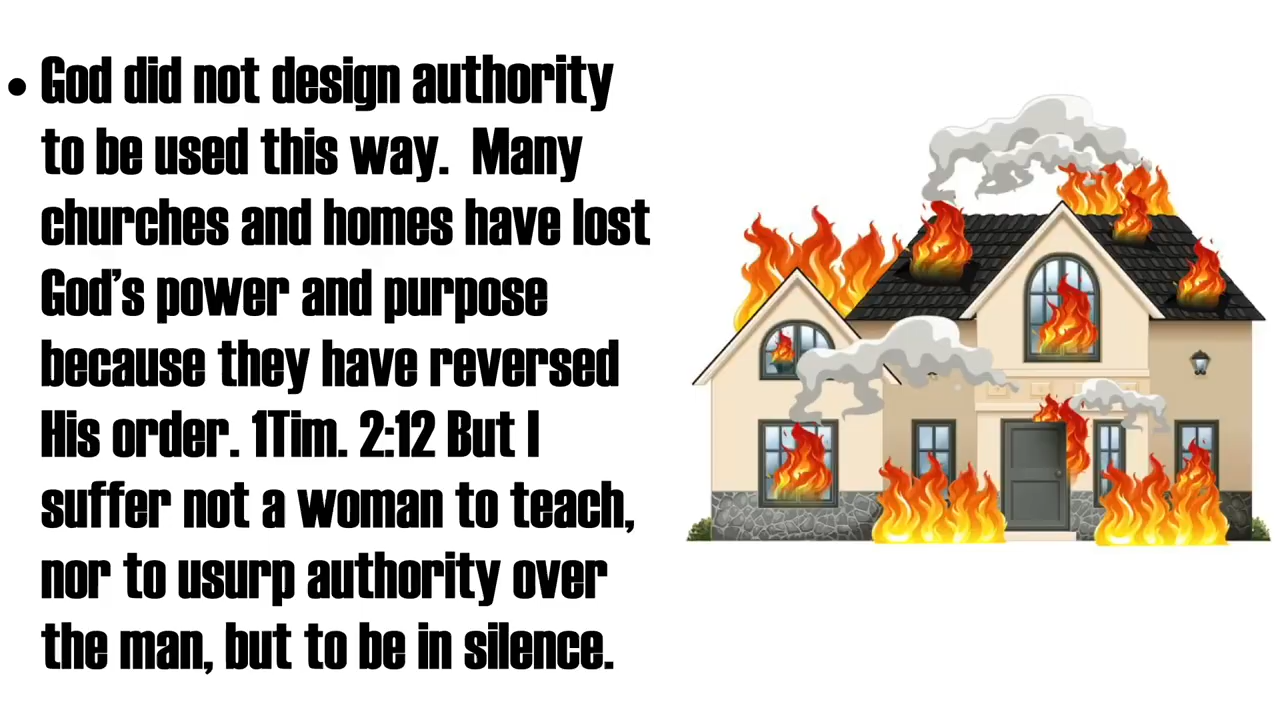 • God did not design authority
to be used this way.  Many
churches and homes have lost
God’s power and purpose
because they have reversed
His order. 1Tim. 2:12 But I
suffer not a woman to teach,
nor to usurp authority over
the man, but to be in silence.